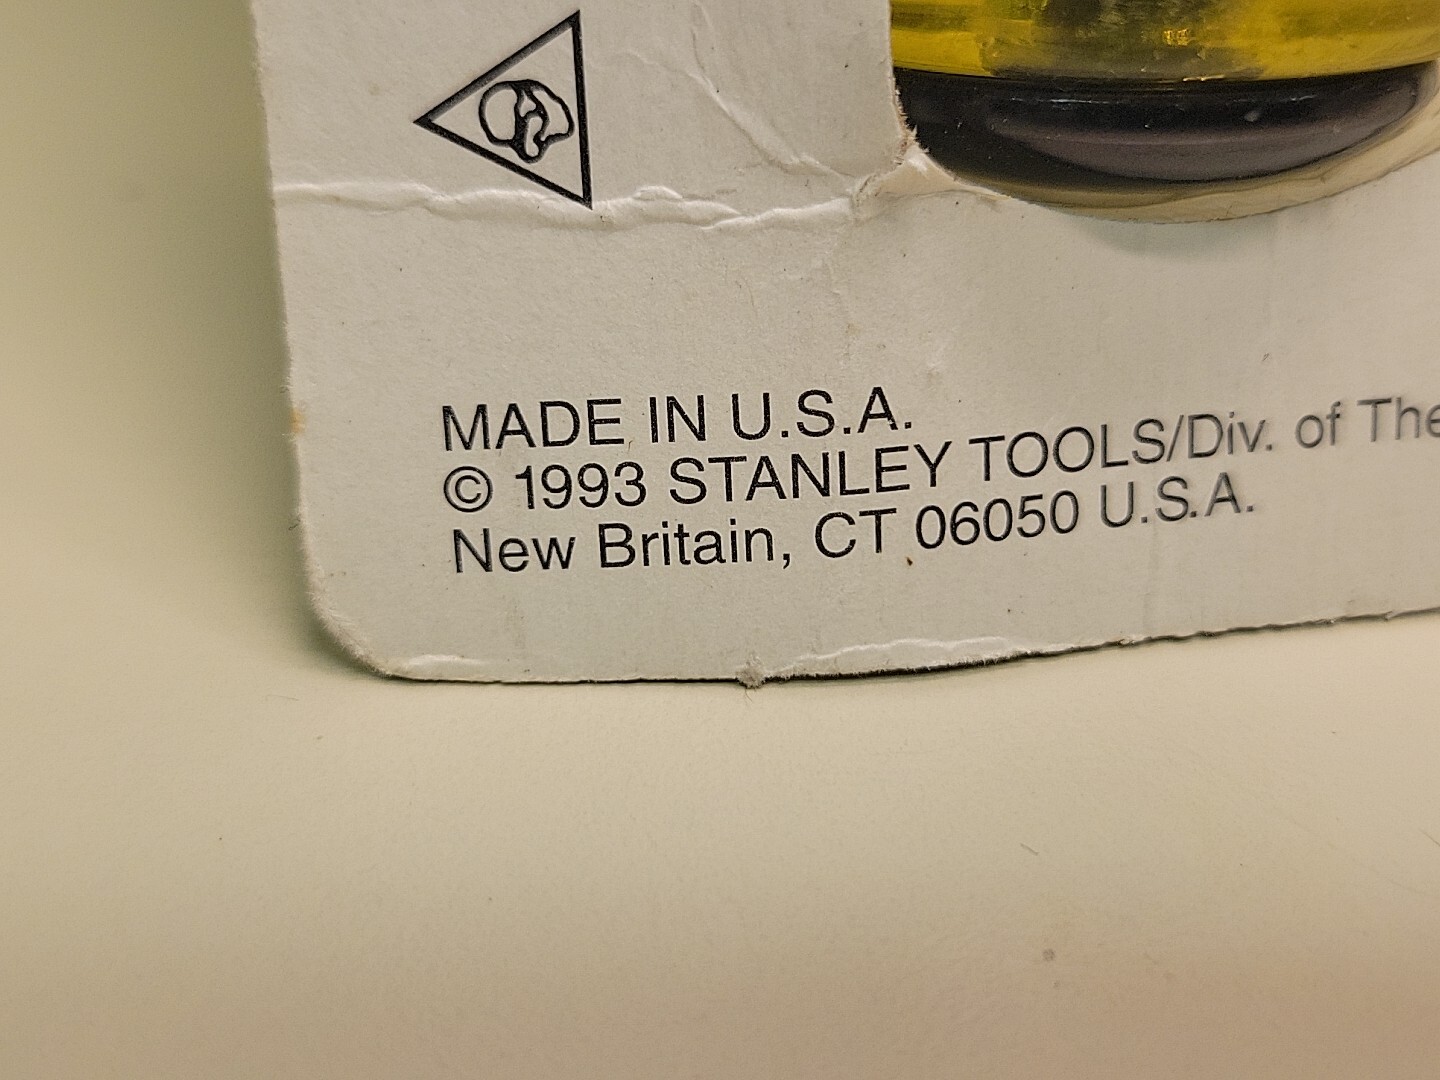 MADE IN U.S.A.
© 1993 STANLEY TOOLS/Div. of The
New Britain, CT 06050 U.S.A.